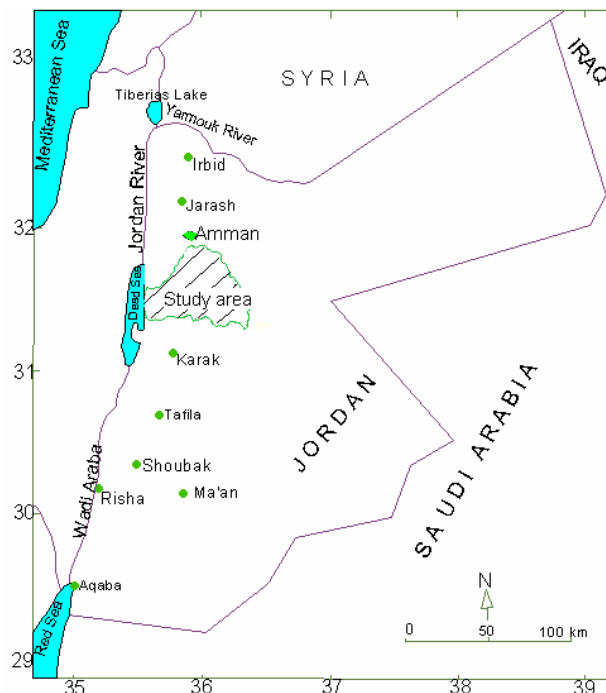 33
Mediterranean Sea
SYRIA
IRAQ
Tiberias Lake
Yarmouk River
Irbid
Jordan River
Jarash
32
Amman
Dead Sea
Study area
31
Karak
Tafila
JORDAN
SAUDI ARABIA
Shoubak
Wadi Araba
Risha
Ma'an
30
Aqaba
Red Sea
N
0 50 100 km
29
35 36 37 38 39